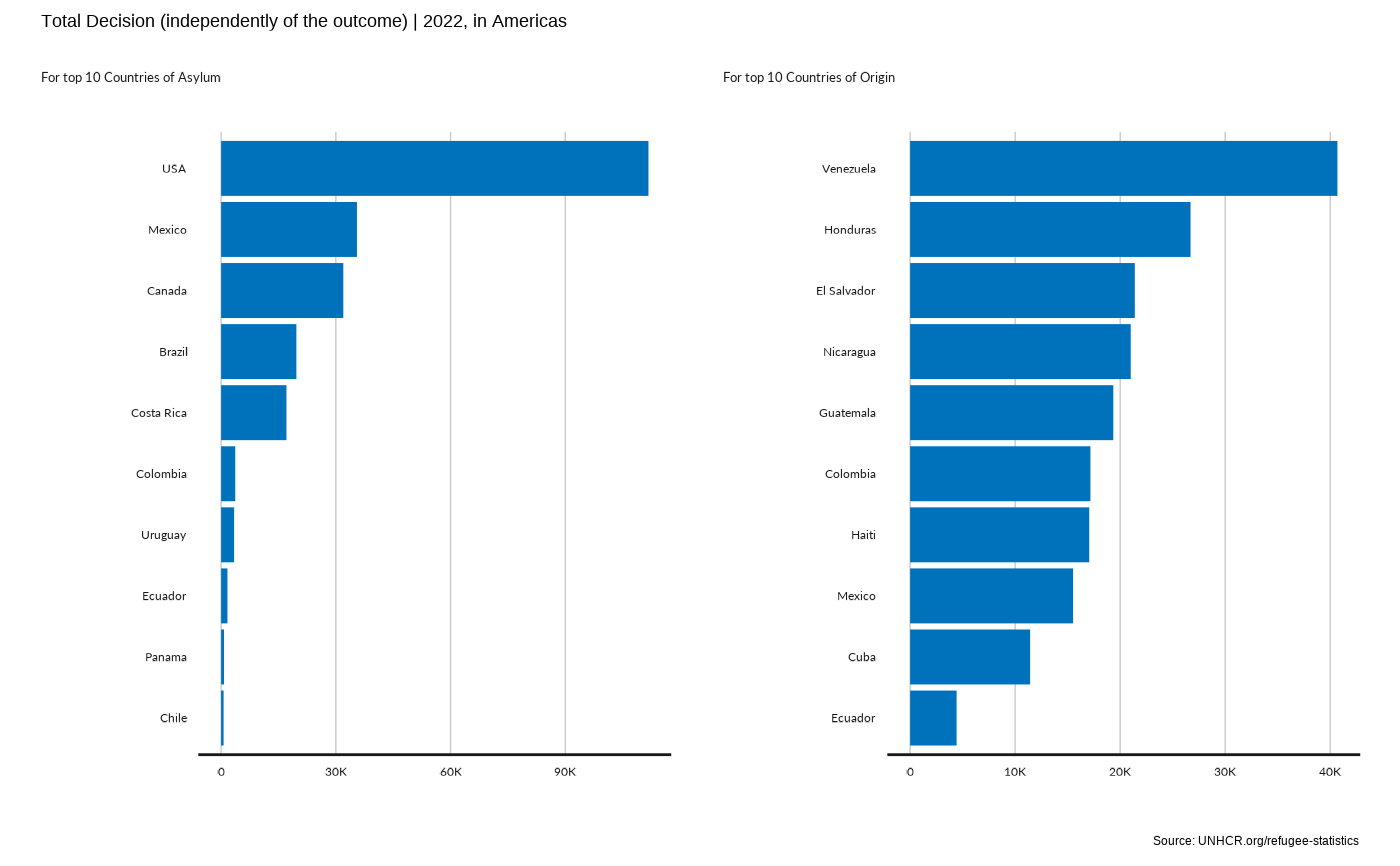 Total Decision (independently of the outcome) | 2022, in Americas
For top 10 Countries of Asylum
USA
Mexico
Canada
Brazil
Costa Rica
Colombia
Uruguay
Ecuador
Panama
Chile
0 30K 60K 90K
For top 10 Countries of Origin
Venezuela
Honduras
El Salvador
Nicaragua
Guatemala
Colombia
Haiti
Mexico
Cuba
Ecuador
0 10K 20K 30K 40K
Source: UNHCR.org/refugee-statistics